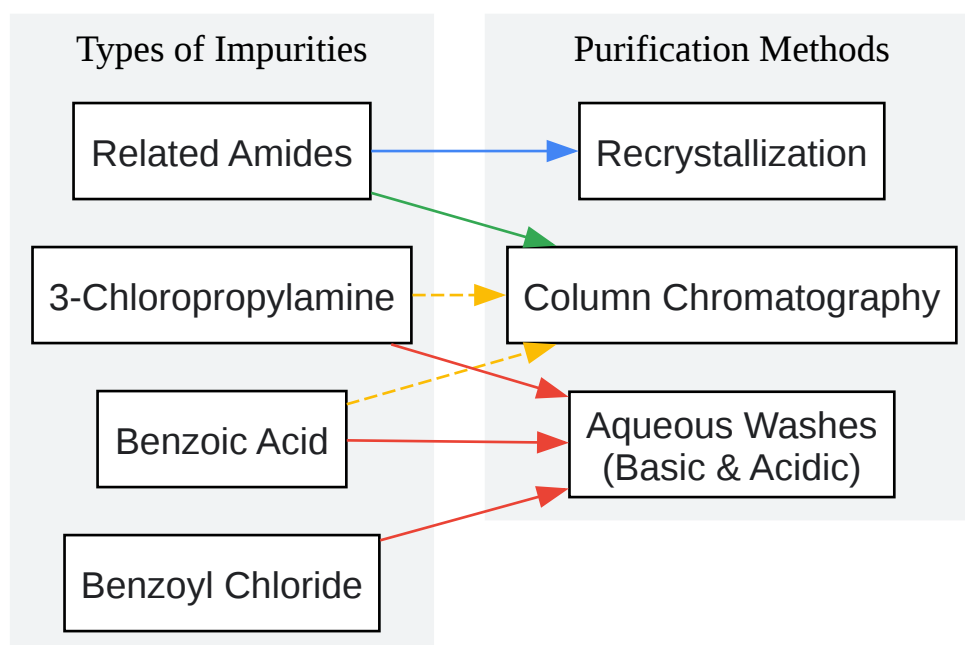 Types of Impurities
Related Amides
3-Chloropropylamine
Benzoic Acid
Benzoyl Chloride
Purification Methods
Recrystallization
Column Chromatography
Aqueous Washes
(Basic & Acidic)